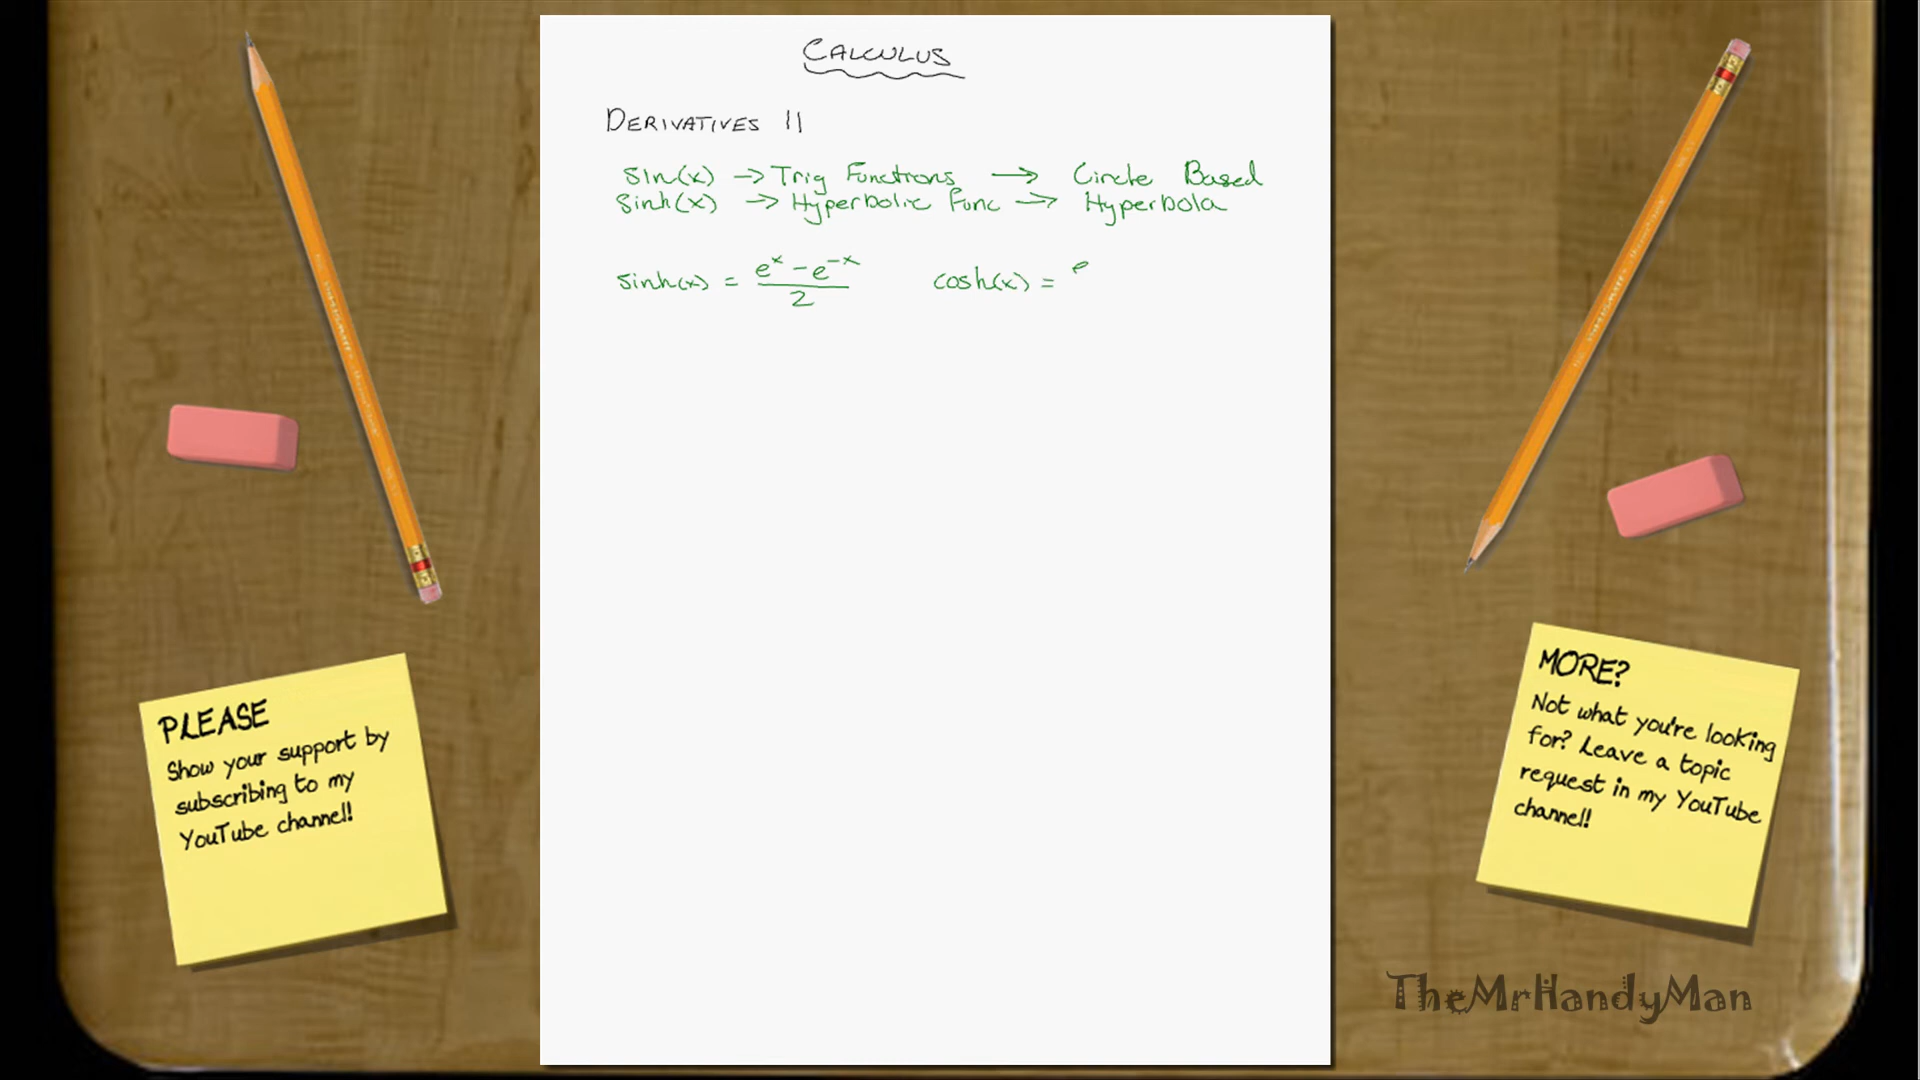 CALCULUS
DERIVATIVES 11
sin(x) → Trig Functions → Circle Based
sinh(x) → Hyperbolic Func → Hyperbola
sinh(x) = e^x - e^-x / 2 cosh(x) = e
PLEASE
Show your support by
subscribing to my
YouTube channel!
MORE?
Not what you're looking
for? Leave a topic
request in my YouTube
channel!
TheMrHandyMan